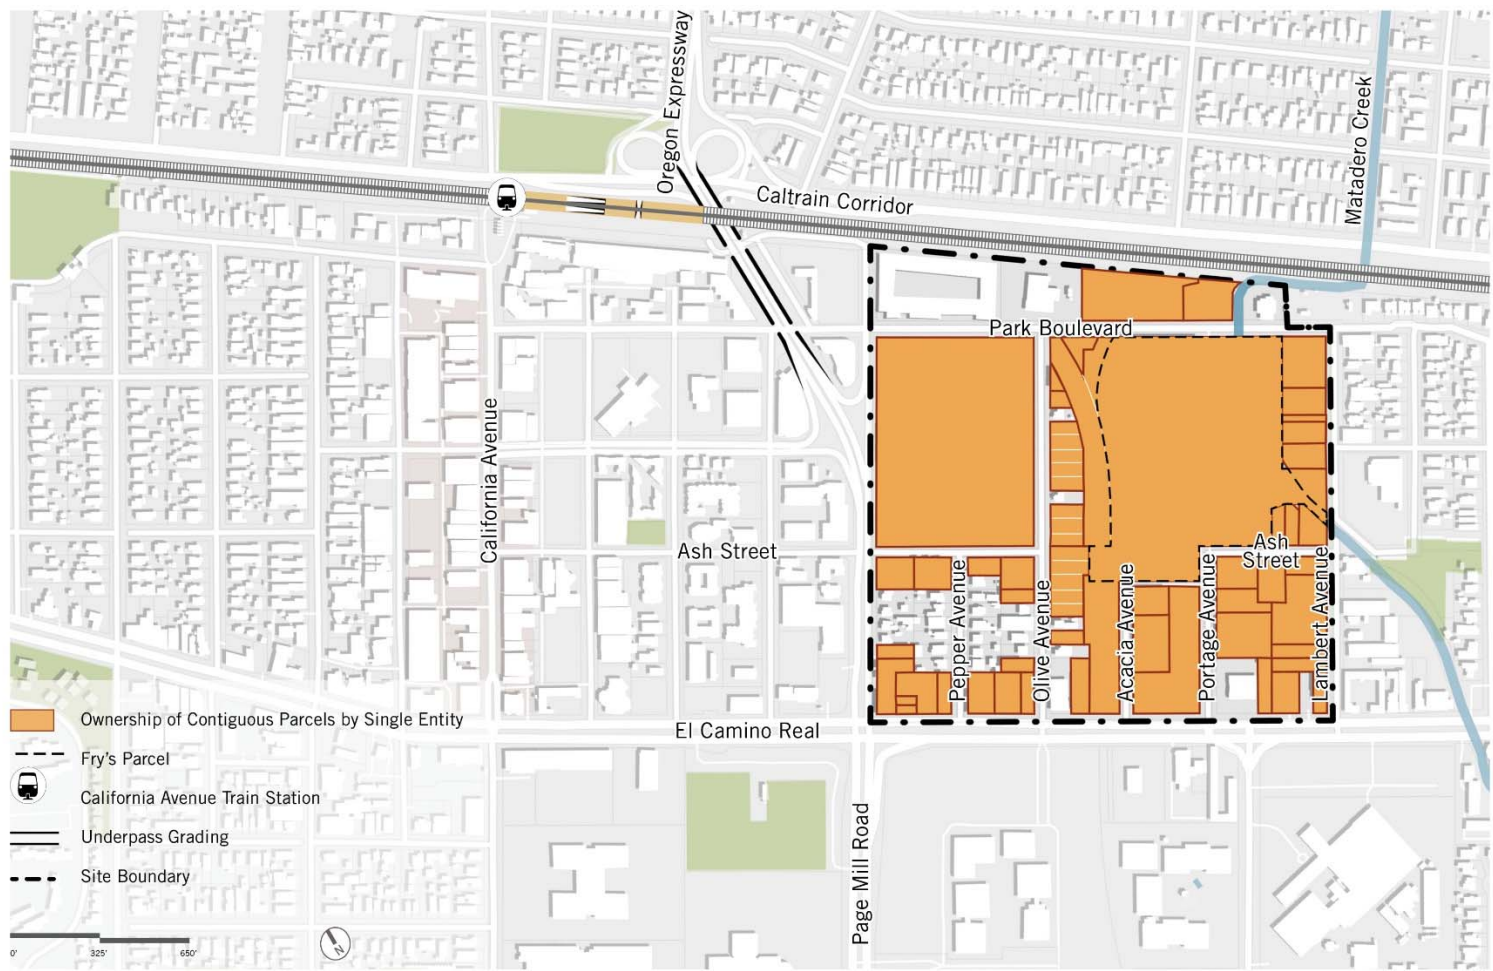 Oregon Expressway
Matadero Creek
Caltrain Corridor
Park Boulevard
California Avenue
Ash Street
Ash
Street
Pepper Avenue
Olive Avenue
Acacia Avenue
Portage Avenue
Lambert Avenue
El Camino Real
Page Mill Road
Ownership of Contiguous Parcels by Single Entity
Fry's Parcel
California Avenue Train Station
Underpass Grading
Site Boundary
0'
325'
650'
N